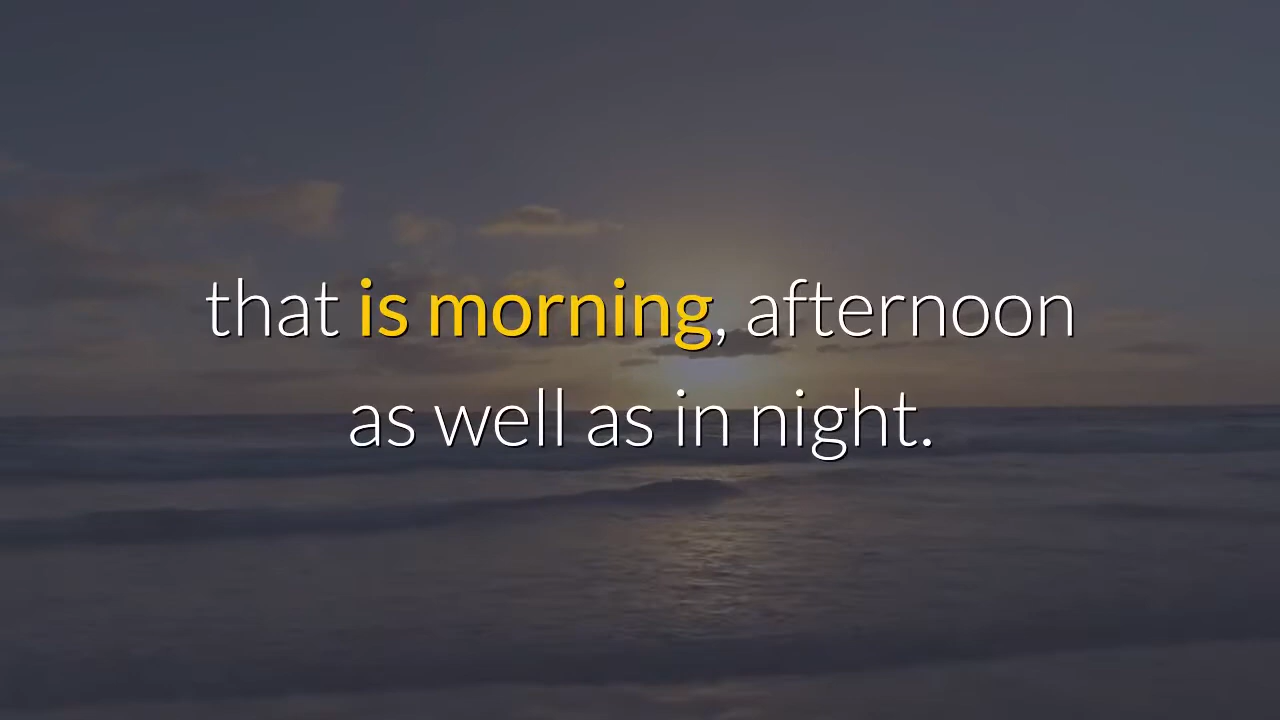 that is morning, afternoon
as well as in night.